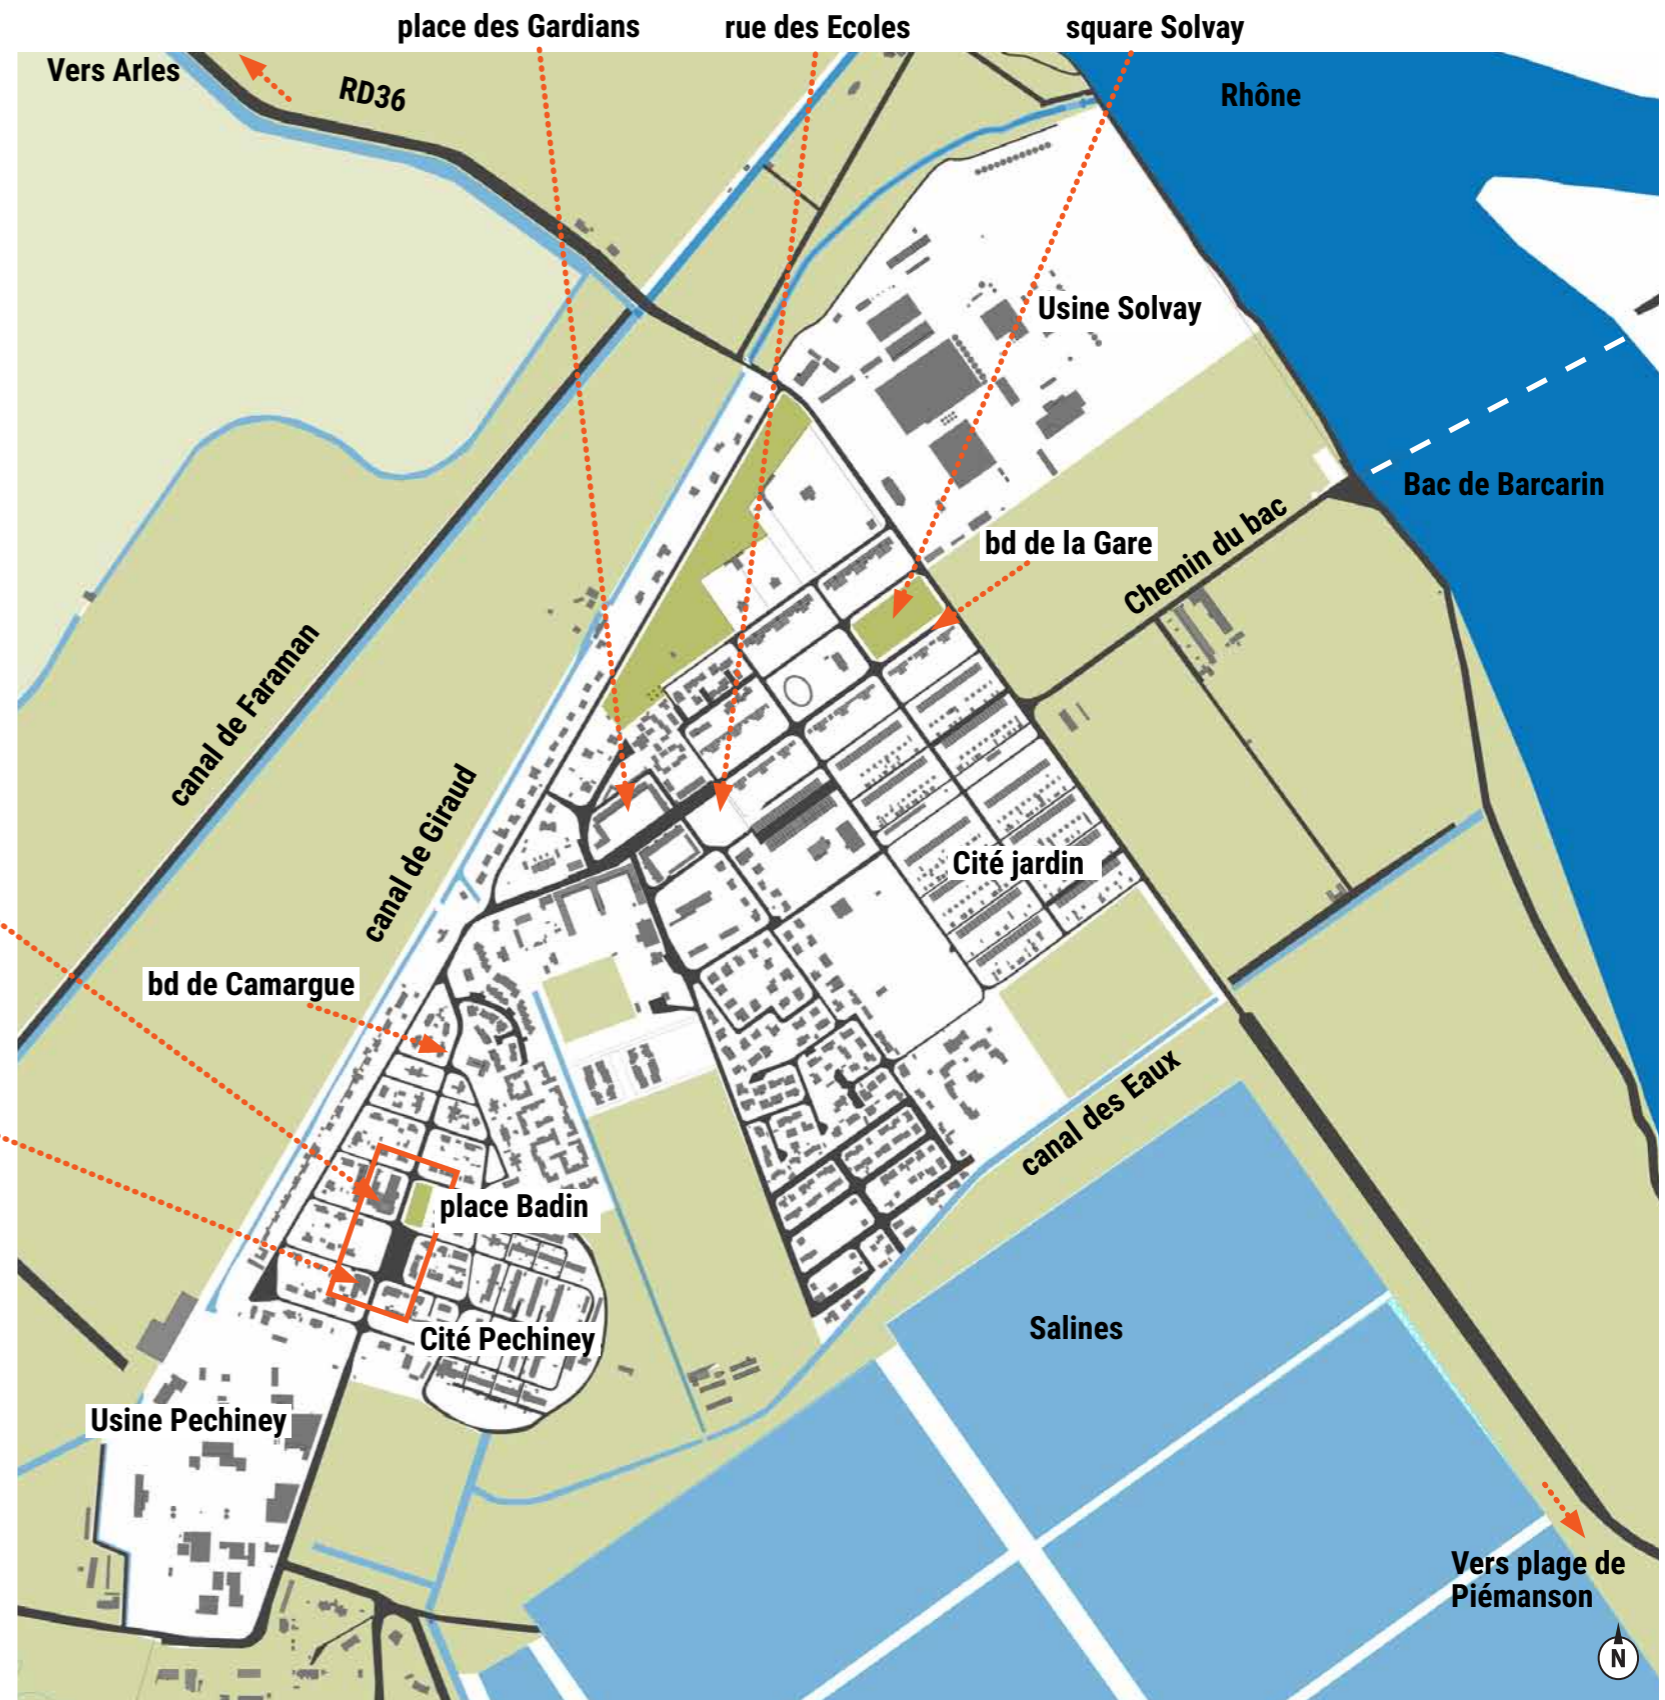 place des Gardians
rue des Ecoles
square Solvay
Vers Arles
RD36
Rhône
Usine Solvay
Bac de Barcarin
bd de la Gare
Chemin du bac
canal de Faraman
canal de Giraud
Cité jardin
bd de Camargue
canal des Eaux
place Badin
Cité Pechiney
Salines
Usine Pechiney
Vers plage de
Piémanson
N